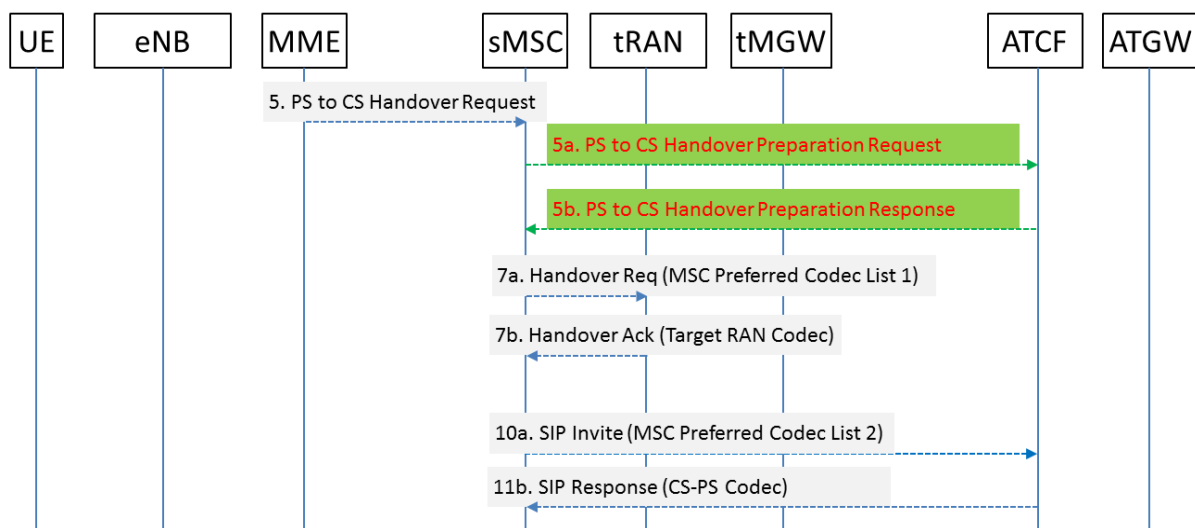 UE
eNB
MME
sMSC
tRAN
tMGW
ATCF
ATGW
5. PS to CS Handover Request
5a. PS to CS Handover Preparation Request
5b. PS to CS Handover Preparation Response
7a. Handover Req (MSC Preferred Codec List 1)
7b. Handover Ack (Target RAN Codec)
10a. SIP Invite (MSC Preferred Codec List 2)
11b. SIP Response (CS-PS Codec)